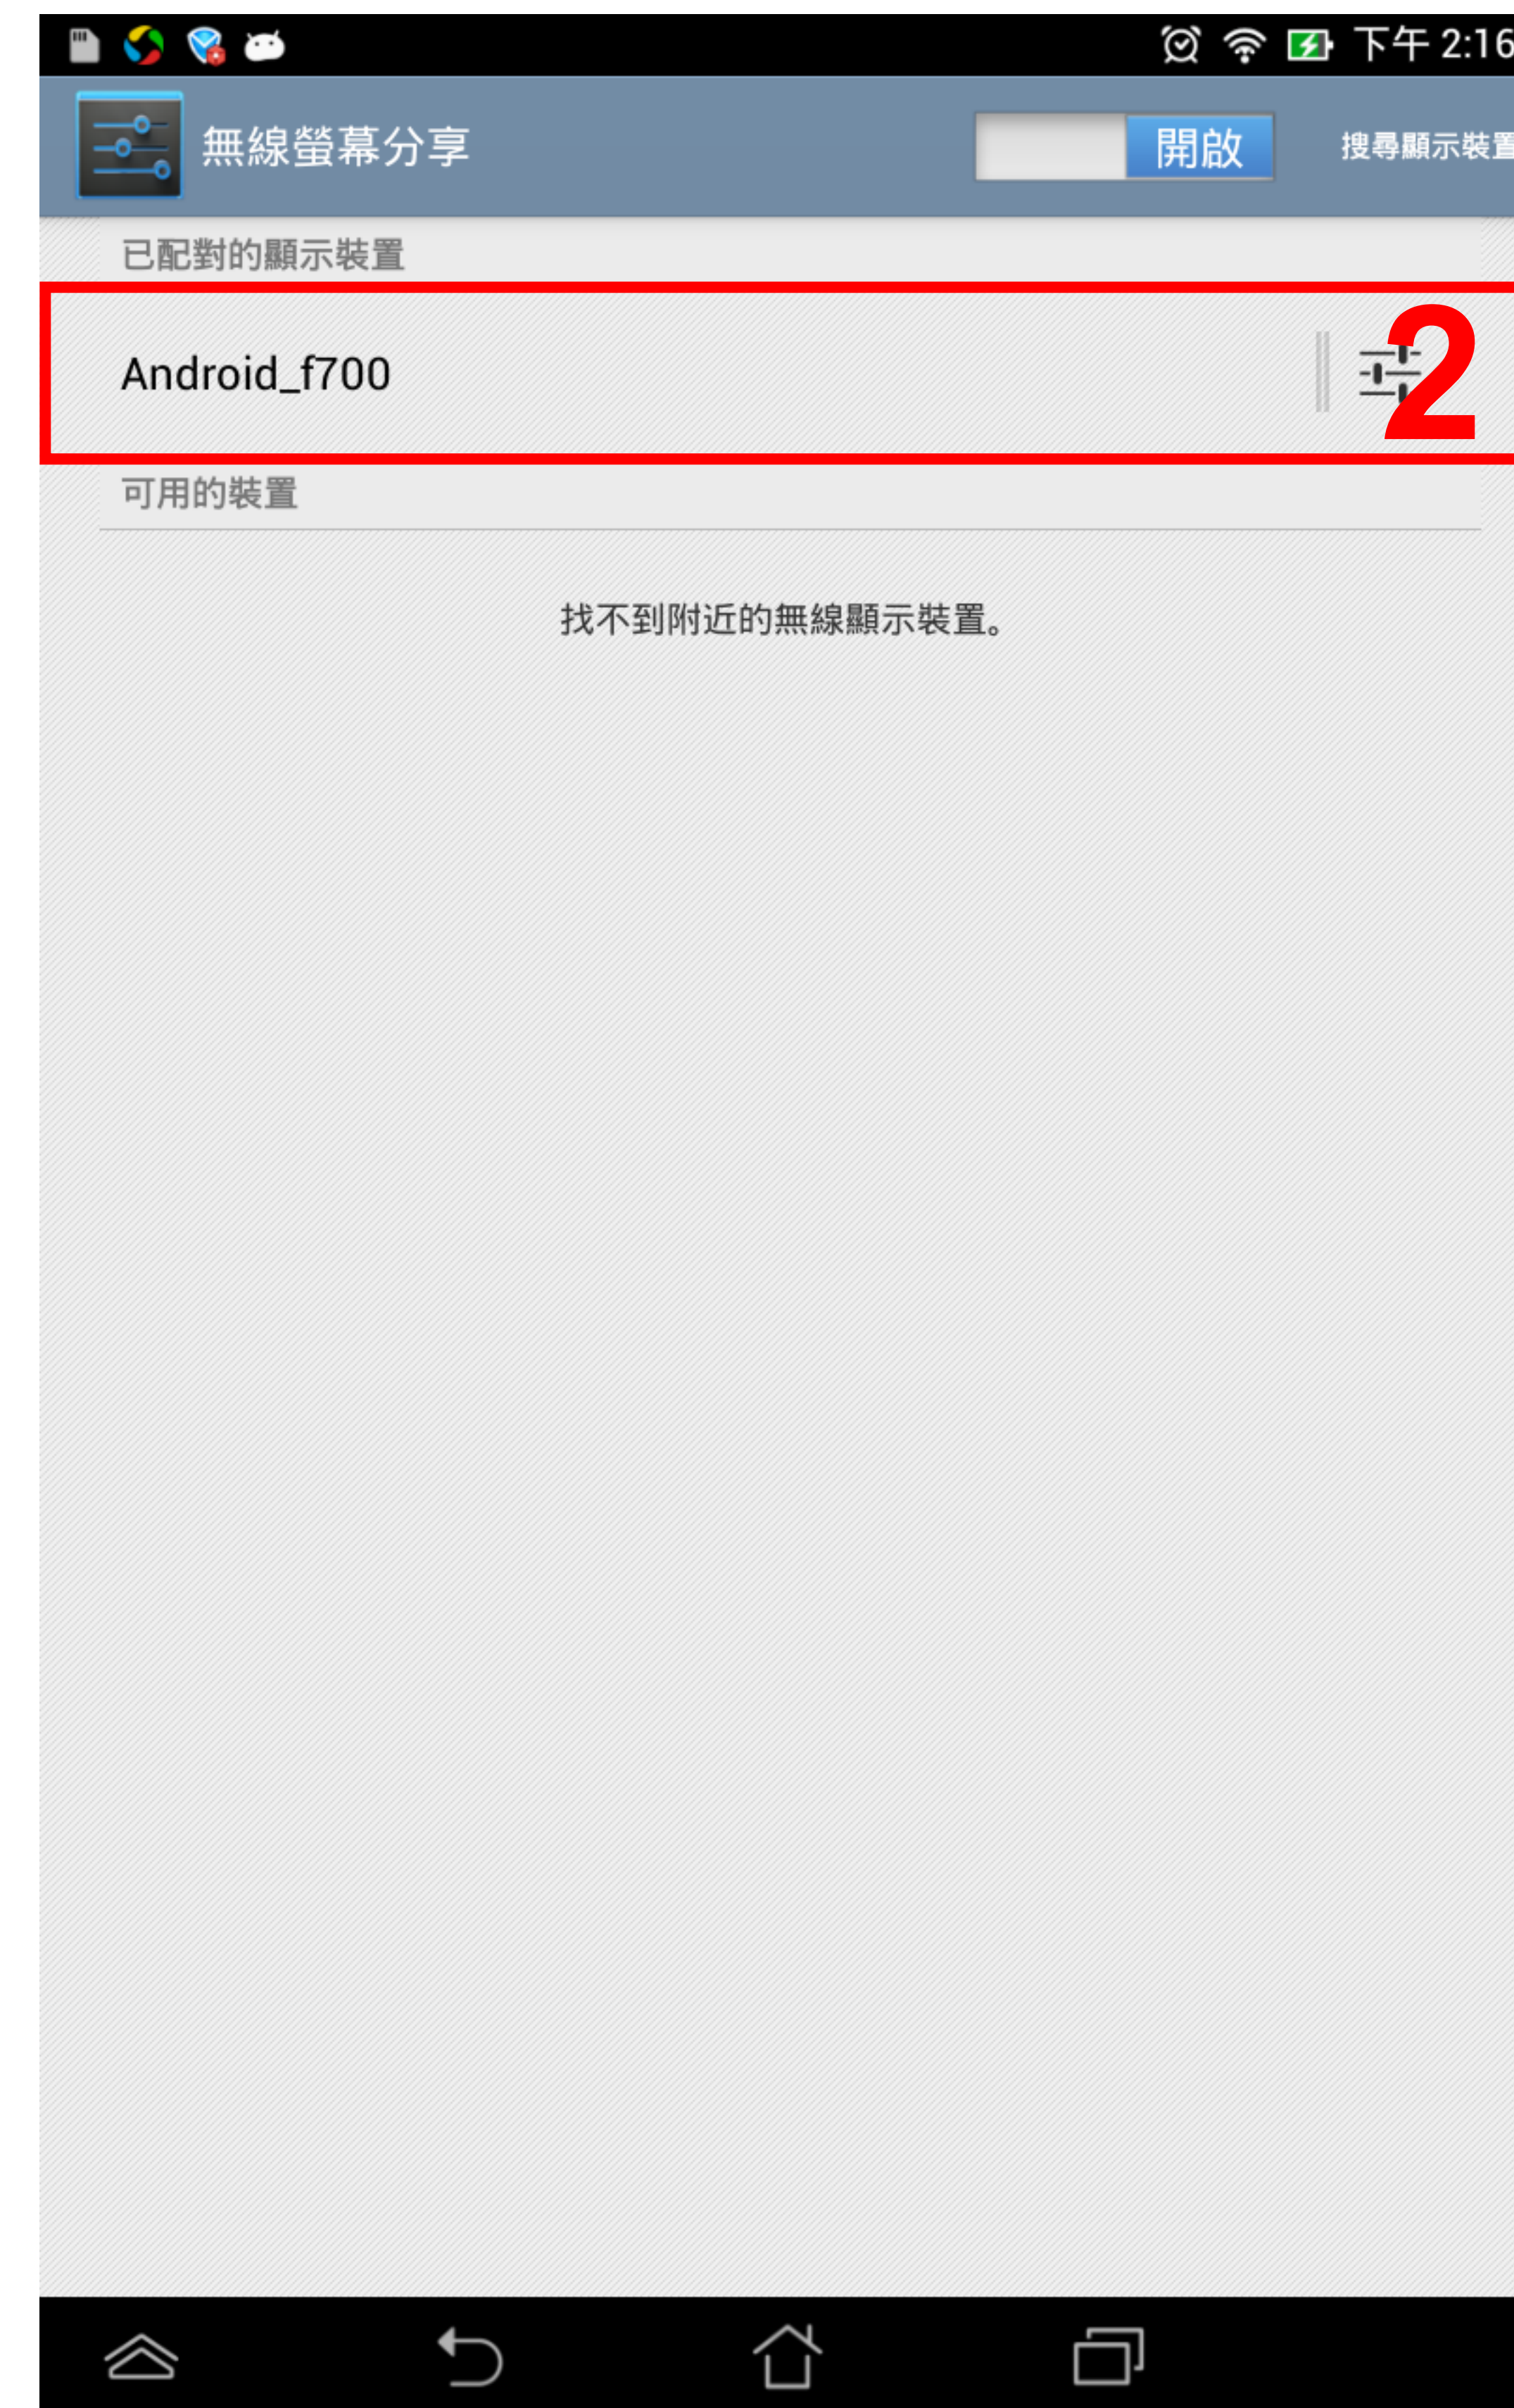 下午 2:16
無線螢幕分享
開啟
搜尋顯示裝置
已配對的顯示裝置
Android_f700
2
可用的裝置
找不到附近的無線顯示裝置。